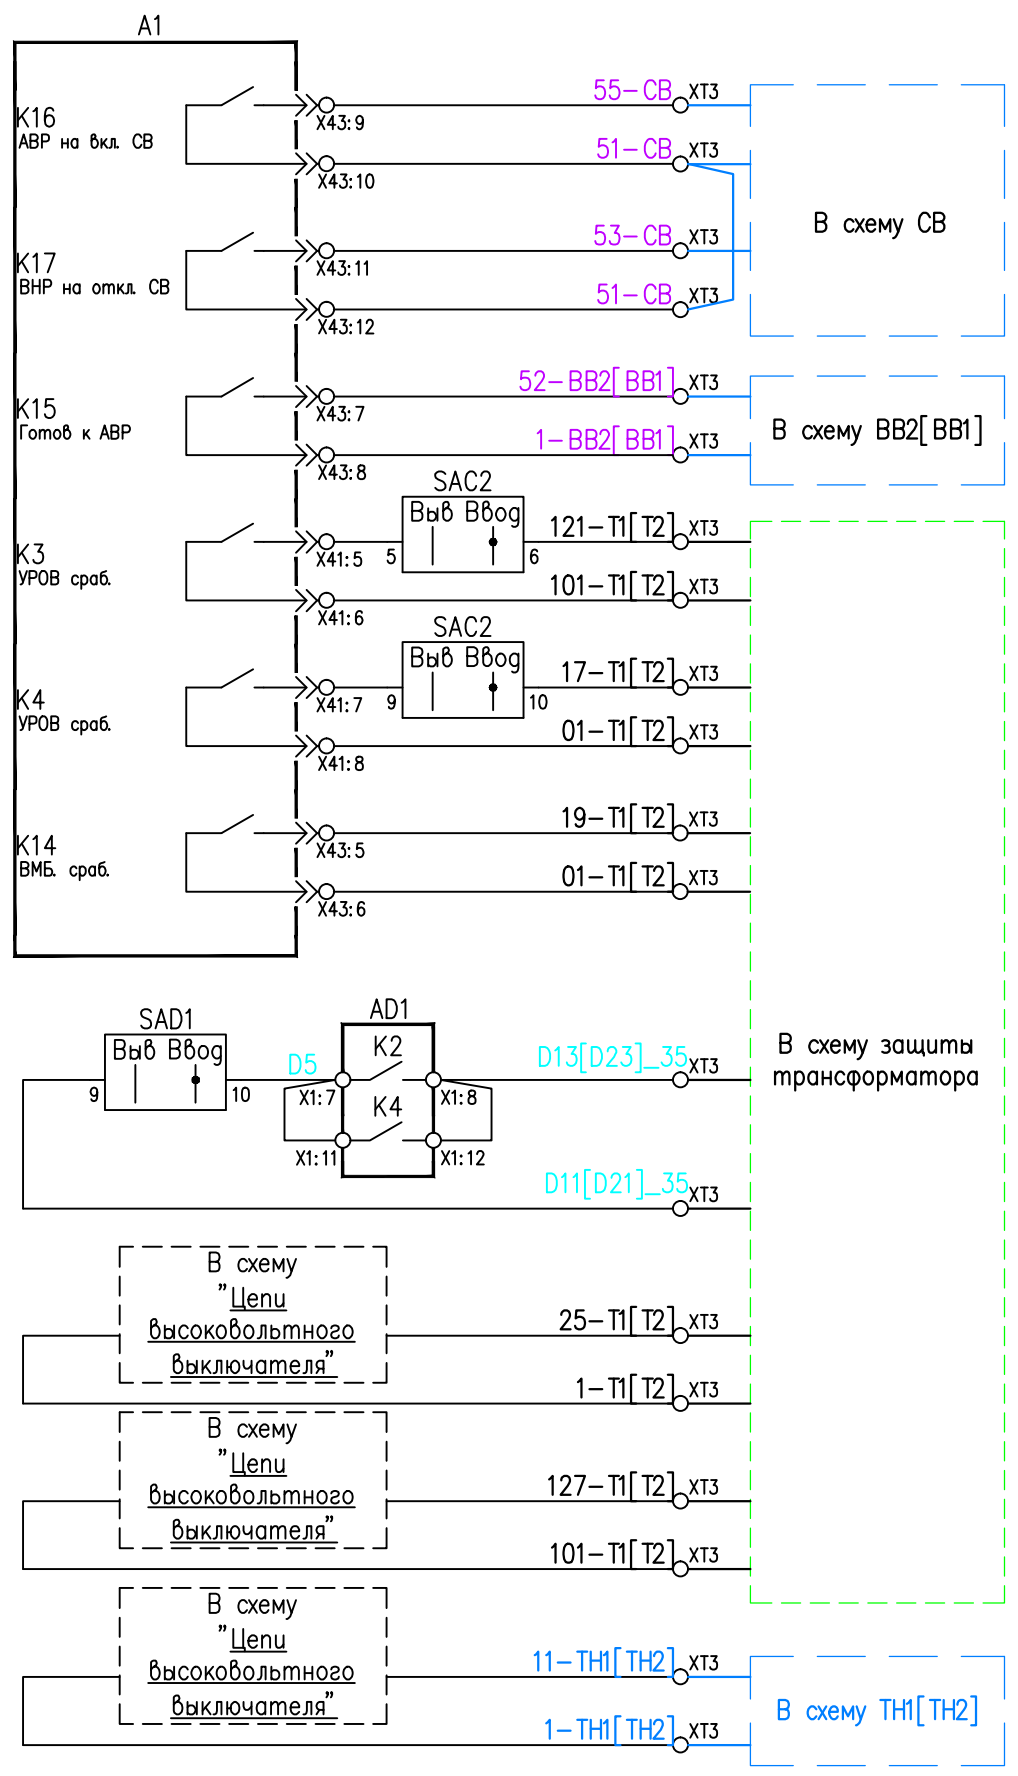 A1
K16
АВР на вкл. СВ
X43:9
55-СВ
XT3
X43:10
51-СВ
XT3
В схему СВ
K17
ВНР на откл. СВ
X43:11
53-СВ
XT3
X43:12
51-СВ
XT3
K15
Готов к АВР
X43:7
52-ВВ2[ВВ1]
XT3
X43:8
1-ВВ2[ВВ1]
XT3
В схему ВВ2[ВВ1]
K3
УРОВ сраб.
X41:5
SAC2
Выв Ввод
5
6
121-Т1[Т2]
XT3
X41:6
101-Т1[Т2]
XT3
K4
УРОВ сраб.
X41:7
SAC2
Выв Ввод
9
10
17-Т1[Т2]
XT3
X41:8
01-Т1[Т2]
XT3
K14
ВМБ. сраб.
X43:5
19-Т1[Т2]
XT3
X43:6
01-Т1[Т2]
XT3
В схему защиты
трансформатора
SAD1
Выв Ввод
9
10
D5
AD1
K2
X1:7
X1:8
K4
X1:11
X1:12
D13[D23]_35
XT3
D11[D21]_35
XT3
В схему
"Цепи
высоковольтного
выключателя"
25-Т1[Т2]
XT3
1-Т1[Т2]
XT3
В схему
"Цепи
высоковольтного
выключателя"
127-Т1[Т2]
XT3
101-Т1[Т2]
XT3
В схему
"Цепи
высоковольтного
выключателя"
11-ТН1[ТН2]
XT3
1-ТН1[ТН2]
XT3
В схему ТН1[ТН2]